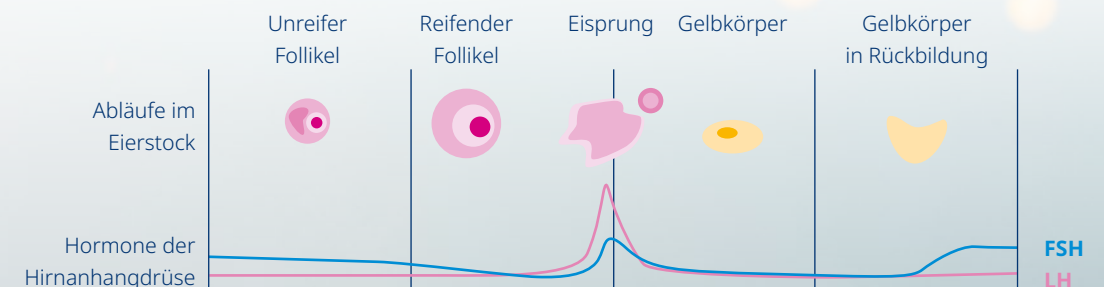 Unreifer
Follikel
Reifender
Follikel
Eisprung
Gelbkörper
Gelbkörper
in Rückbildung
Abläufe im
Eierstock
Hormone der
Hirnanhangdrüse
FSH
LH